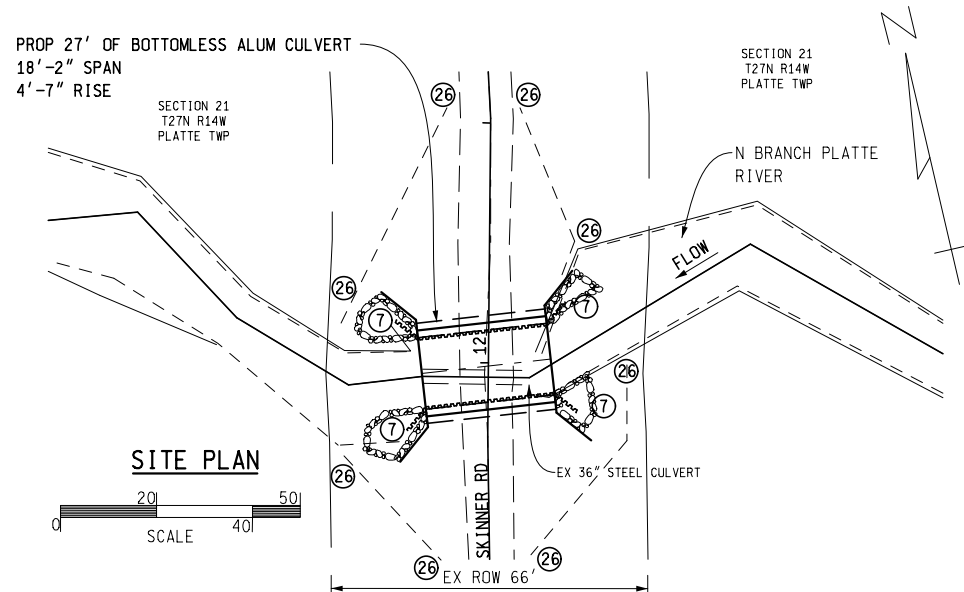 PROP 27' OF BOTTOMLESS ALUM CULVERT
18'-2" SPAN
4'-7" RISE
SECTION 21
T27N R14W
PLATTE TWP
N
SECTION 21
T27N R14W
PLATTE TWP
26
26
N BRANCH PLATTE
RIVER
26
FLOW
26
7
7
12
26
7
7
EX 36" STEEL CULVERT
SITE PLAN
26
20
50
0
40
SCALE
SKINNER RD
26
26
EX ROW 66'